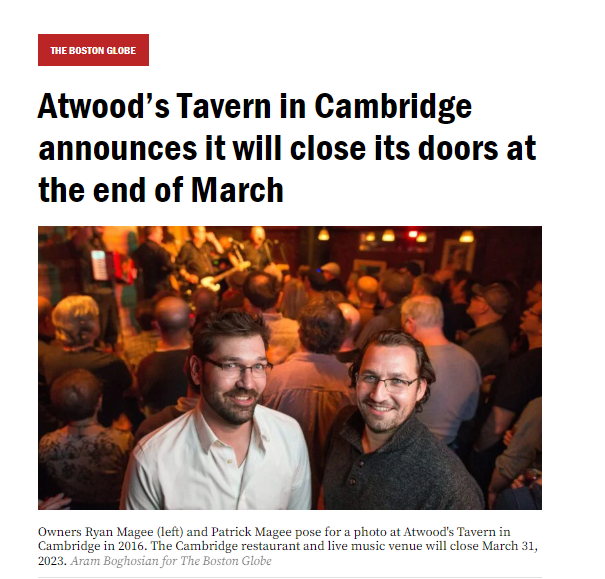 THE BOSTON GLOBE
Atwood’s Tavern in Cambridge
announces it will close its doors at
the end of March
Owners Ryan Magee (left) and Patrick Magee pose for a photo at Atwood's Tavern in
Cambridge in 2016. The Cambridge restaurant and live music venue will close March 31,
2023. Aram Boghosian for The Boston Globe